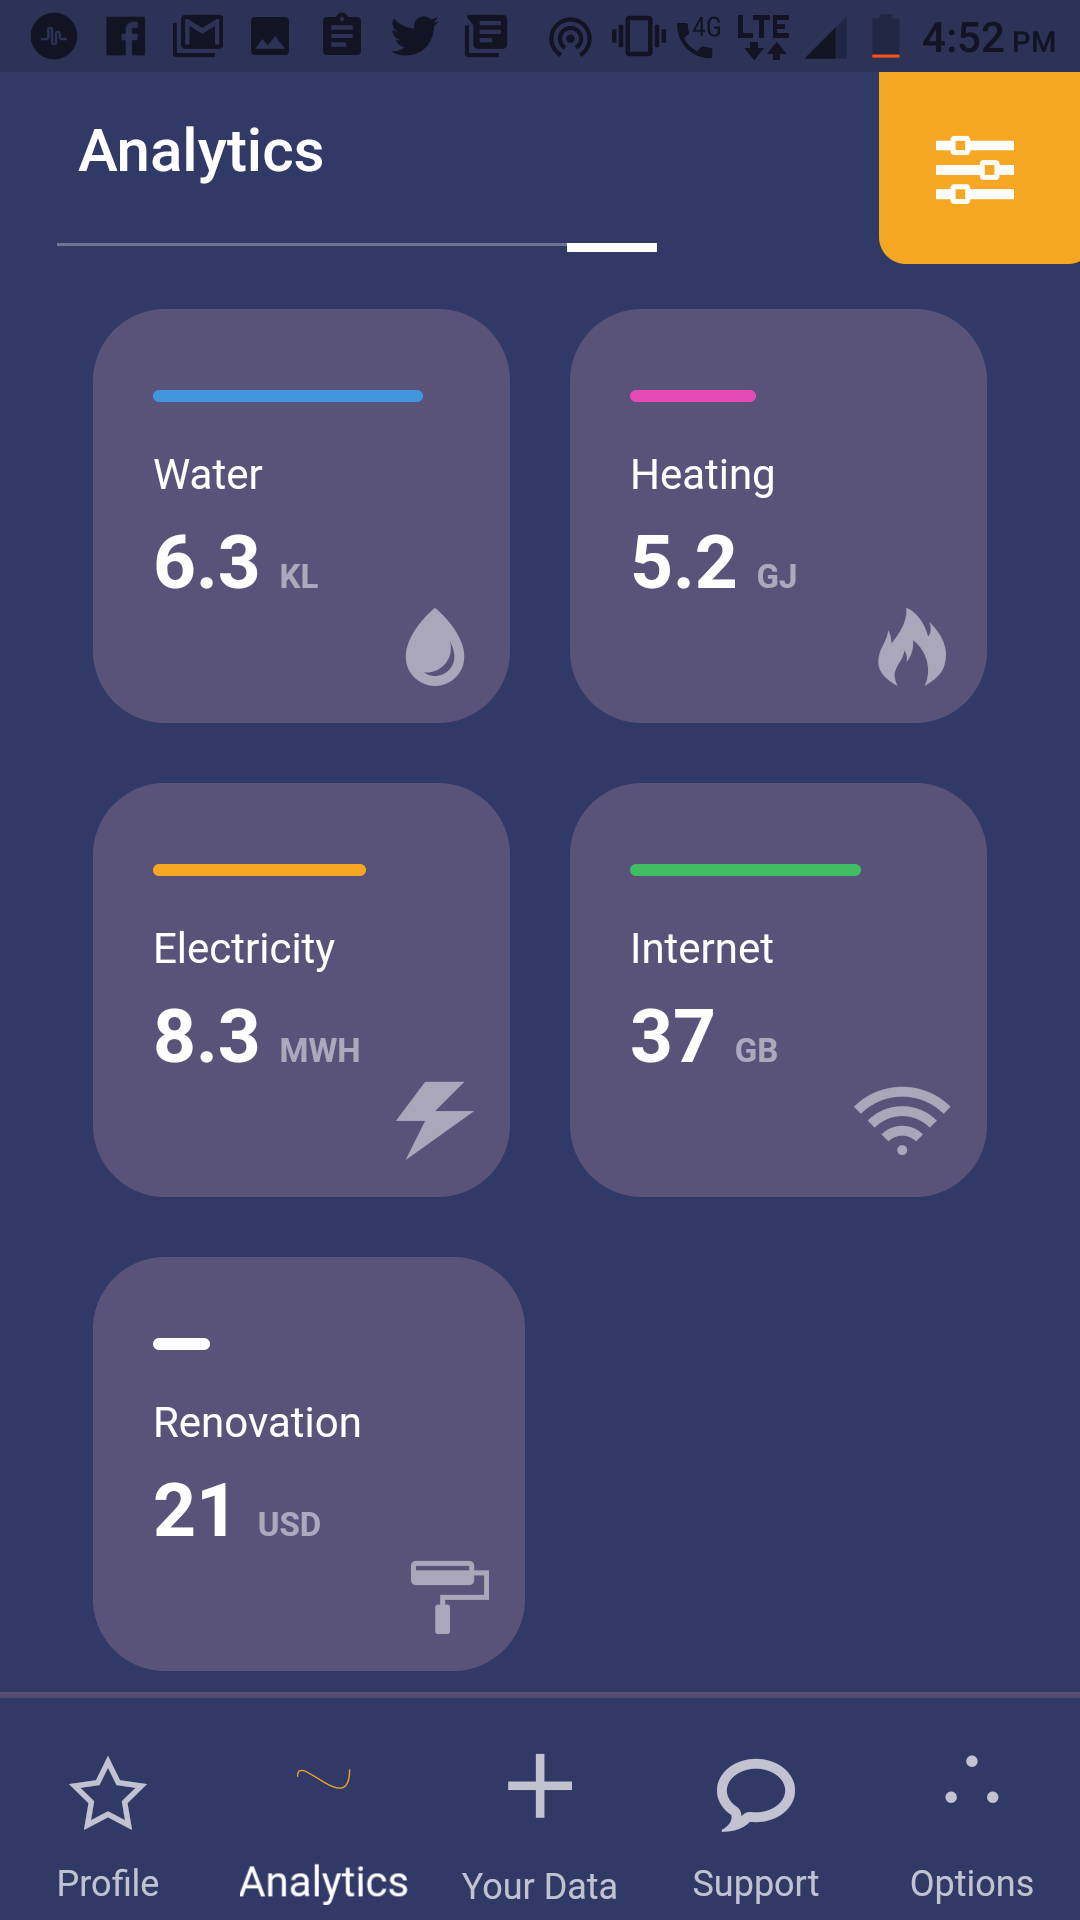 4G LTE 4:52 PM
Analytics
Water
6.3 KL
Heating
5.2 GJ
Electricity
8.3 MWH
Internet
37 GB
Renovation
21 USD
Profile
Analytics
Your Data
Support
Options